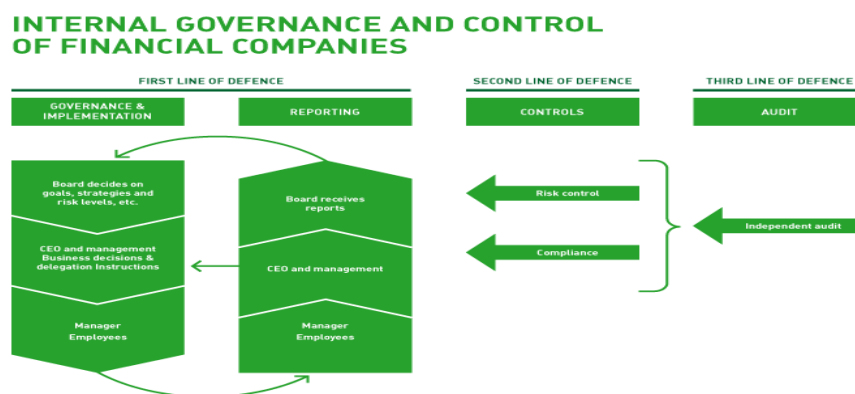 INTERNAL GOVERNANCE AND CONTROL
OF FINANCIAL COMPANIES
FIRST LINE OF DEFENCE
SECOND LINE OF DEFENCE
THIRD LINE OF DEFENCE
GOVERNANCE &
IMPLEMENTATION
REPORTING
CONTROLS
AUDIT
Board decides on
goals, strategies and
risk levels, etc.
CEO and management
Business decisions &
delegation Instructions
Manager
Employees
Board receives
reports
CEO and management
Manager
Employees
Risk control
Compliance
Independent audit